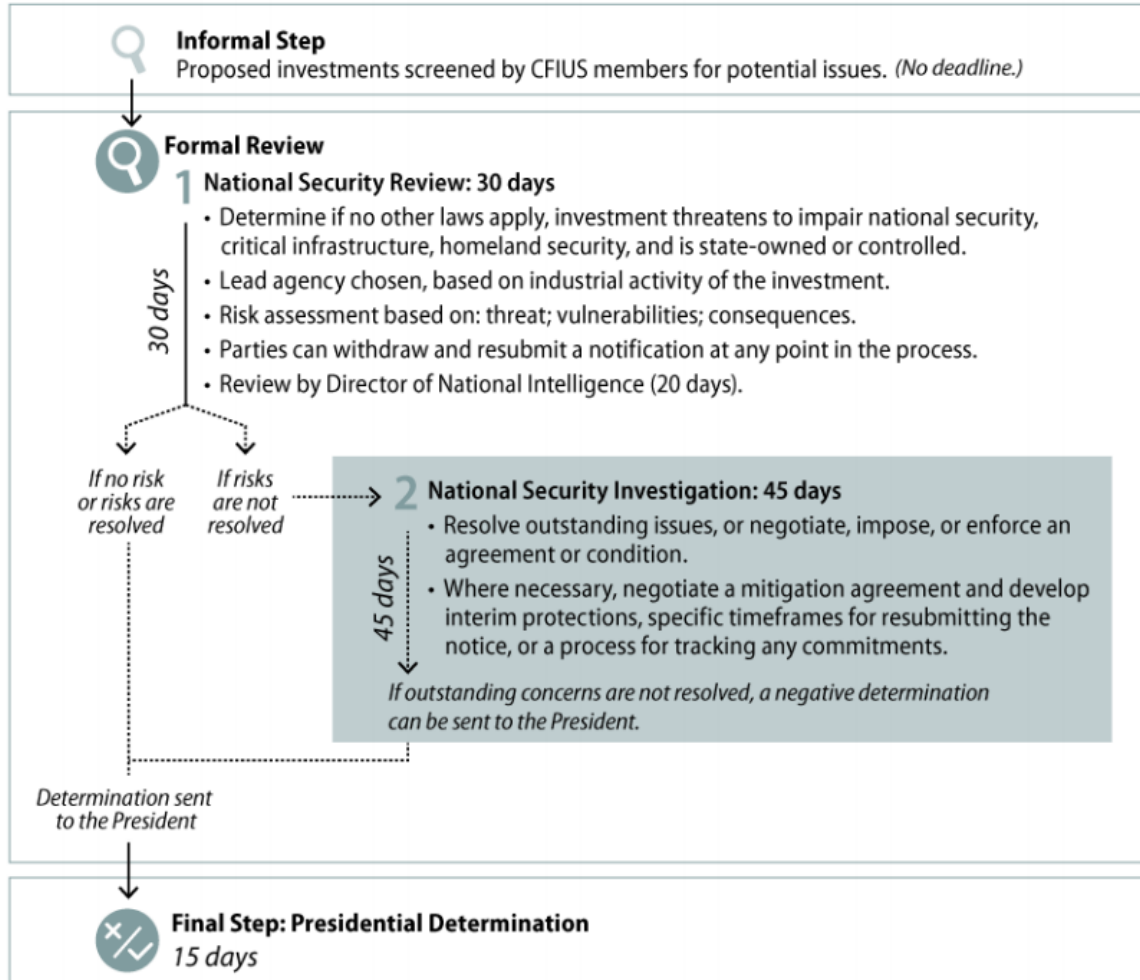 Informal Step
Proposed investments screened by CFIUS members for potential issues. (No deadline.)
Formal Review
1 National Security Review: 30 days
• Determine if no other laws apply, investment threatens to impair national security,
critical infrastructure, homeland security, and is state-owned or controlled.
• Lead agency chosen, based on industrial activity of the investment.
• Risk assessment based on: threat; vulnerabilities; consequences.
• Parties can withdraw and resubmit a notification at any point in the process.
• Review by Director of National Intelligence (20 days).
30 days
If no risk
or risks are
resolved
If risks
are not
resolved
2 National Security Investigation: 45 days
• Resolve outstanding issues, or negotiate, impose, or enforce an
agreement or condition.
• Where necessary, negotiate a mitigation agreement and develop
interim protections, specific timeframes for resubmitting the
notice, or a process for tracking any commitments.
45 days
If outstanding concerns are not resolved, a negative determination
can be sent to the President.
Determination sent
to the President
Final Step: Presidential Determination
15 days